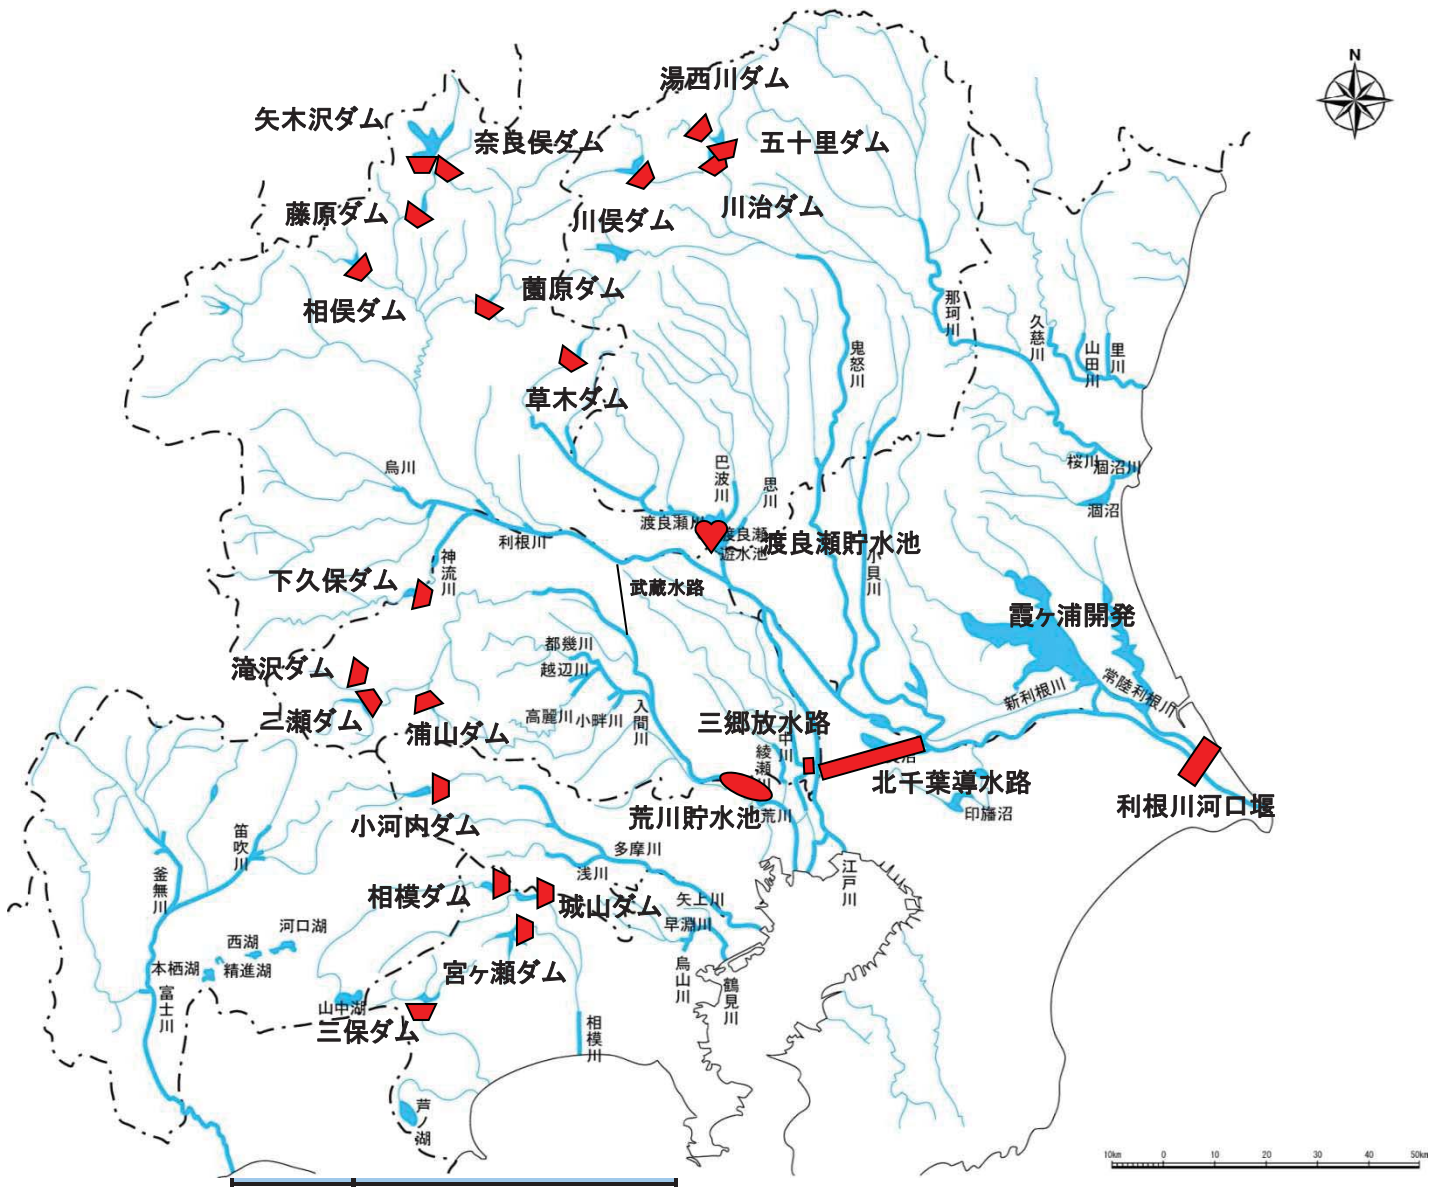 N
湯西川ダム
矢木沢ダム
奈良俣ダム
五十里ダム
藤原ダム
川俣ダム
川治ダム
相俣ダム
薗原ダム
那珂川
久慈川
山田川
里川
鬼怒川
草木ダム
烏川
巴波川
思川
桜川
涸沼川
涸沼
渡良瀬川
渡良瀬
遊水池
渡良瀬貯水池
利根川
神流川
小貝川
下久保ダム
武蔵水路
霞ヶ浦開発
都幾川
越辺川
滝沢ダム
二瀬ダム
浦山ダム
高麗川
小畔川
入間川
新利根川
常陸利根川
三郷放水路
中川
綾瀬川
北千葉導水路
印旛沼
利根川河口堰
荒川貯水池
荒川
小河内ダム
笛吹川
釜無川
多摩川
浅川
江戸川
相模ダム
城山ダム
矢上川
早淵川
河口湖
西湖
本栖湖
精進湖
宮ヶ瀬ダム
鳥山川
鶴見川
富士川
山中湖
三保ダム
相模川
芦ノ湖
10km
0
10
20
30
40
50km